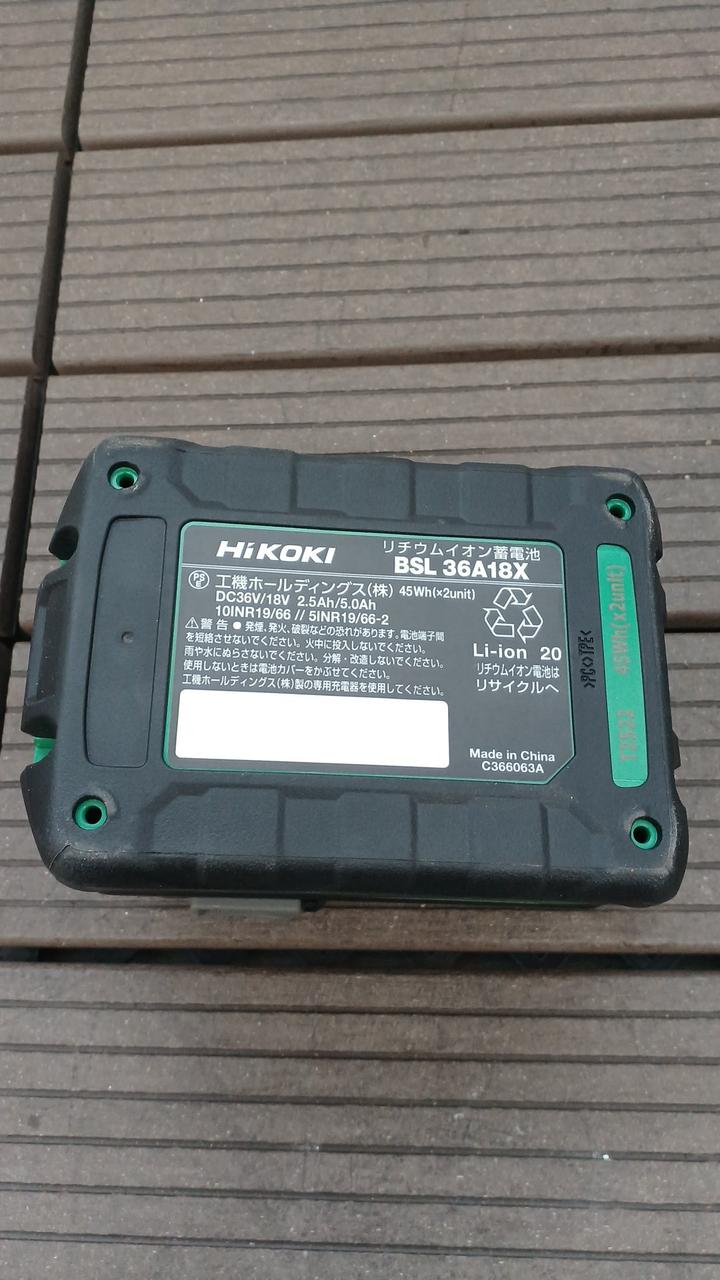 HiKOKI
リチウムイオン蓄電池
BSL 36A18X
PS E
工機ホールディングス(株) 45Wh(×2unit)
DC36V/18V 2.5Ah/5.0Ah
10INR19/66 // 5INR19/66-2
⚠警告 ● 発煙、発火、破裂などの恐れがあります。電池端子間
を短絡させないでください。火中に投入しないでください。
雨や水にぬらさないでください。分解・改造しないでください。
使用しないときは電池カバーをかぶせてください。
工機ホールディングス(株)製の専用充電器を使用してください。
Li-ion 20
リチウムイオン電池は
リサイクルへ
Made in China
C366063A
>PC<>TPE<
45Wh(x2unit)